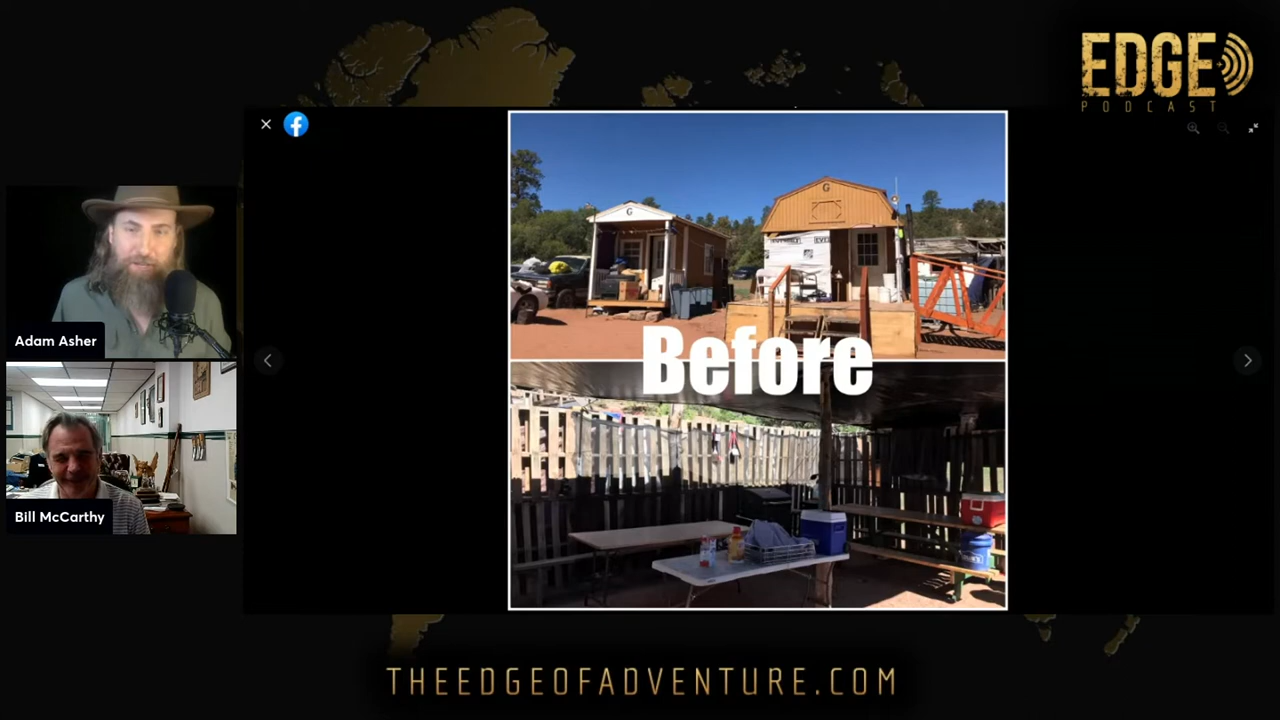 EDGE
PODCAST
Adam Asher
Bill McCarthy
G
G
Before
THEEDGEOFADVENTURE.COM